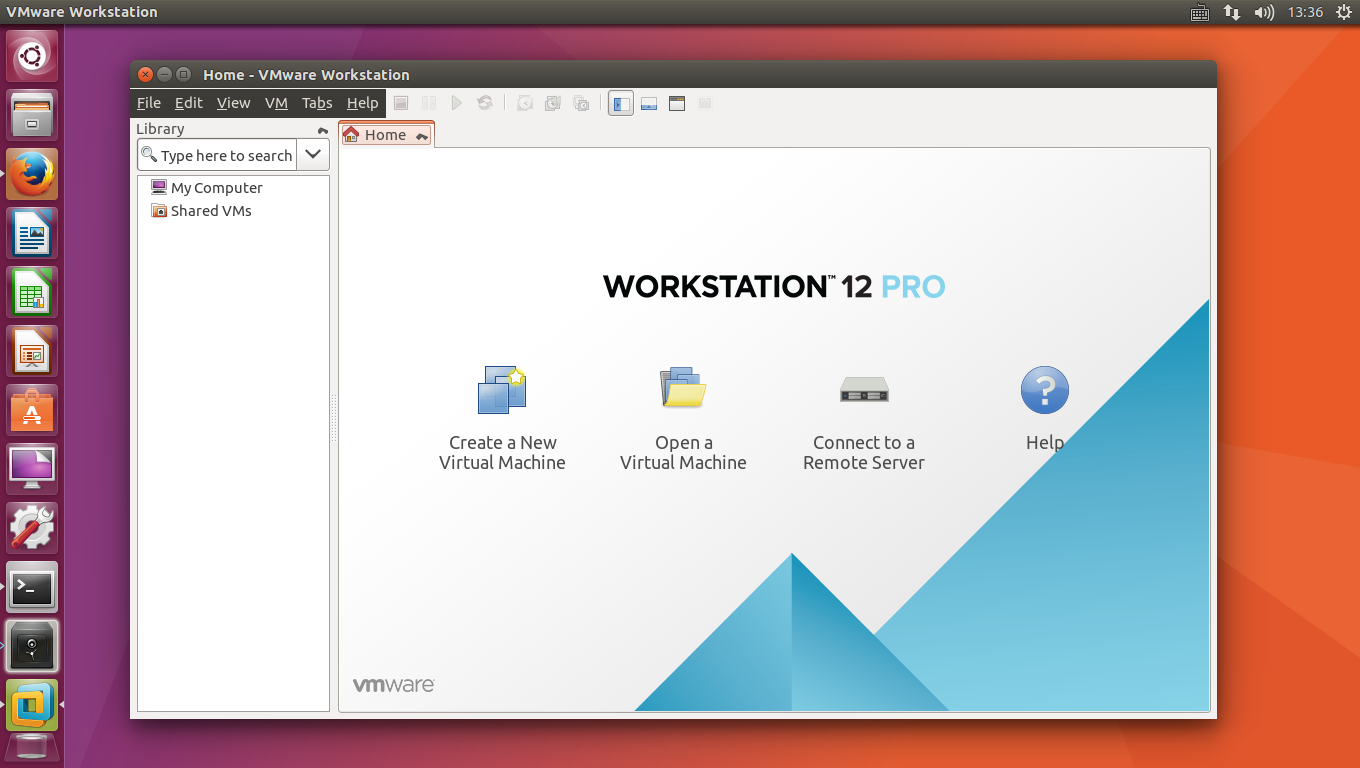 VMware Workstation
13:36
Home - VMware Workstation
File Edit View VM Tabs Help
Library
Home
Type here to search
My Computer
Shared VMs
WORKSTATION™ 12 PRO
Create a New
Virtual Machine
Open a
Virtual Machine
Connect to a
Remote Server
Help
vmware